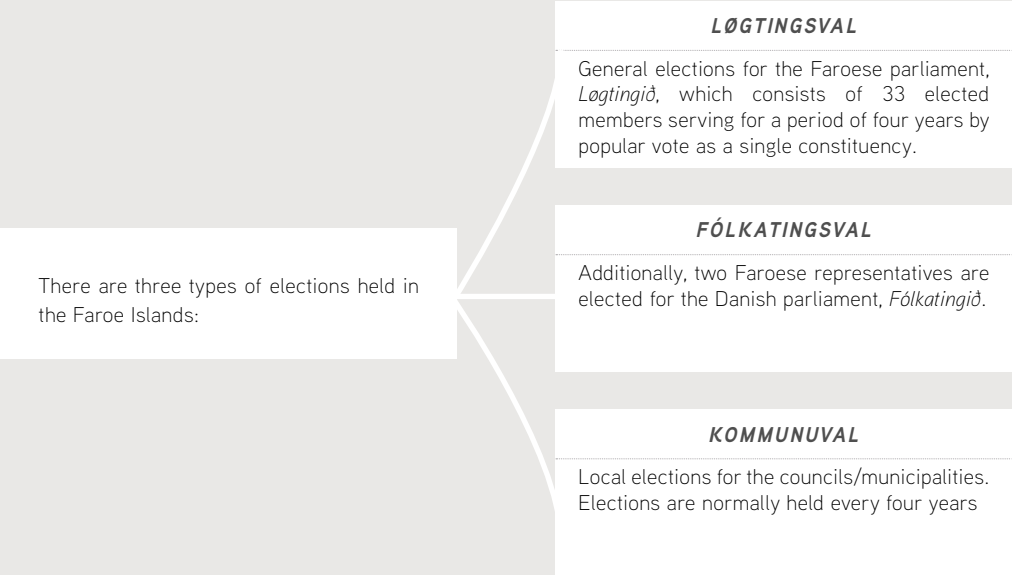 There are three types of elections held in
the Faroe Islands:
LØGTINGSVAL
General elections for the Faroese parliament,
Løgtingið, which consists of 33 elected
members serving for a period of four years by
popular vote as a single constituency.
FÓLKATINGSVAL
Additionally, two Faroese representatives are
elected for the Danish parliament, Fólkatingið.
KOMMUNUVAL
Local elections for the councils/municipalities.
Elections are normally held every four years